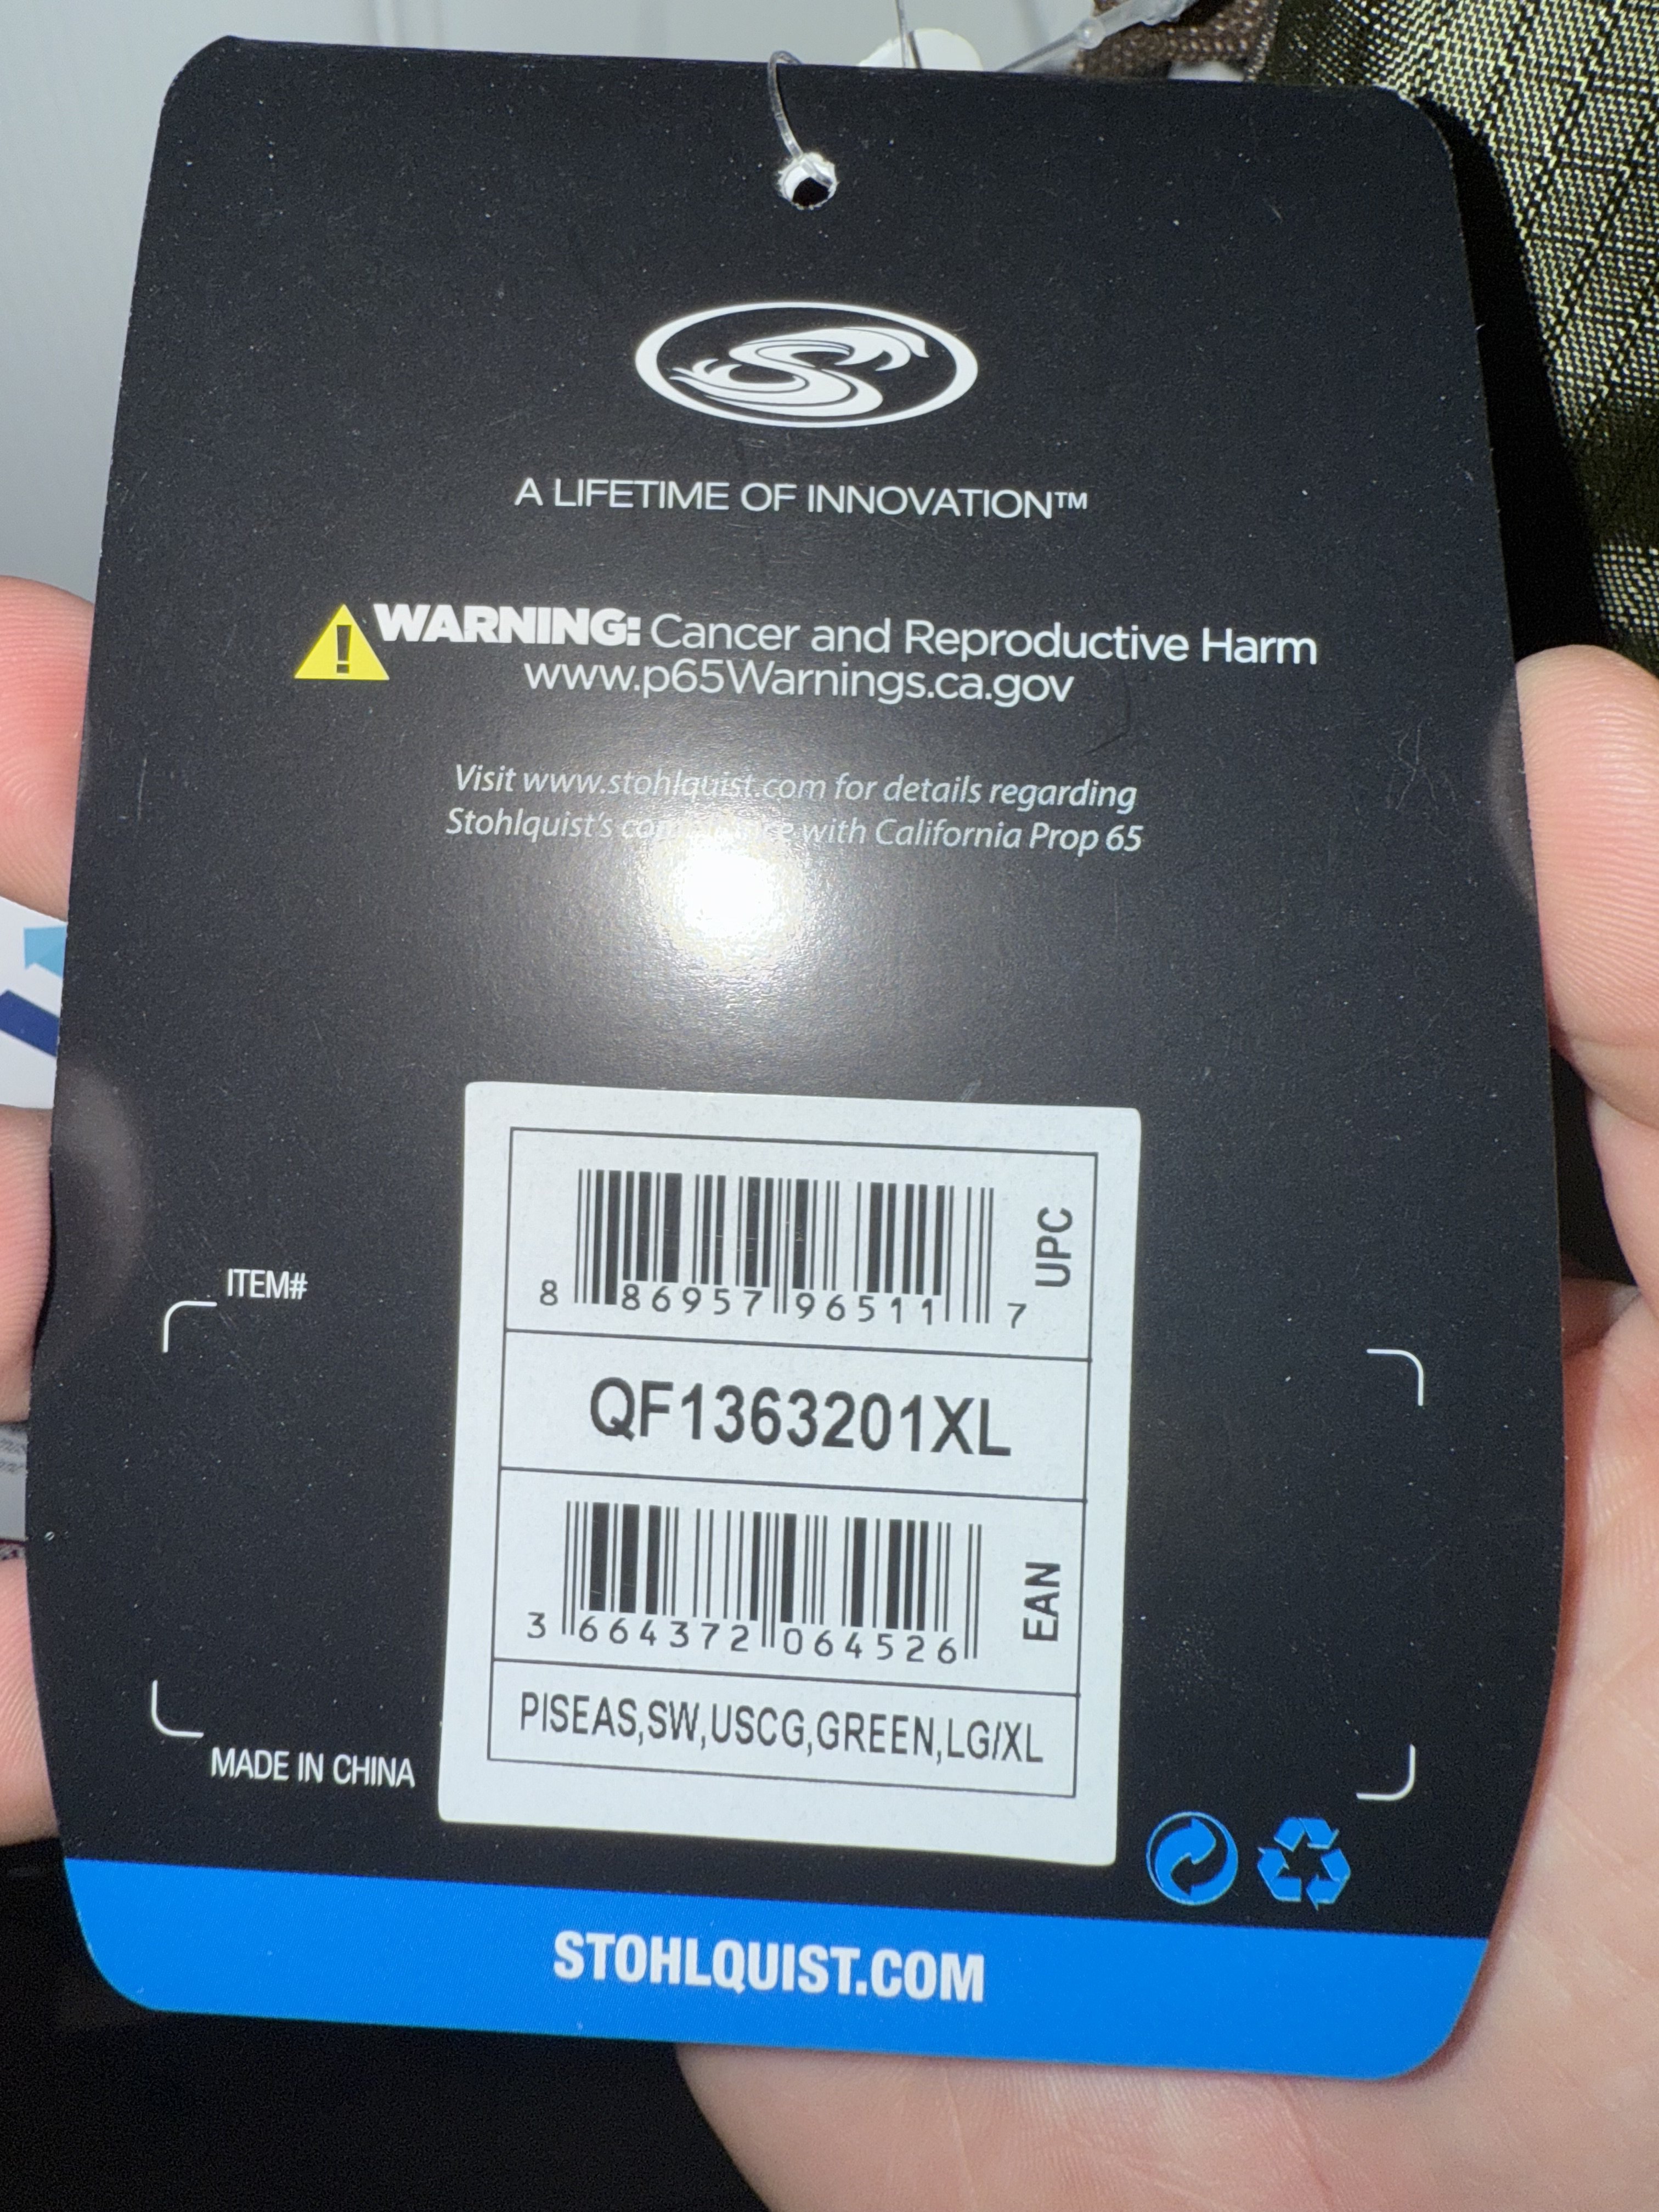 A LIFETIME OF INNOVATION™
WARNING: Cancer and Reproductive Harm
www.p65Warnings.ca.gov
Visit www.stohlquist.com for details regarding
Stohlquist's compliance with California Prop 65
8 86957 96511 7
UPC
ITEM#
QF1363201XL
3 664372 064526
EAN
PISEAS,SW,USCG,GREEN,LG/XL
MADE IN CHINA
STOHLQUIST.COM